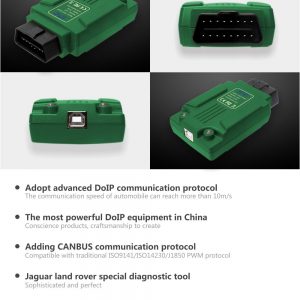 Adopt advanced DoIP communication protocol
The communication speed of automobile can reach more than 10m/s
The most powerful DoIP equipment in China
Conscience products, craftsmanship to create
Adding CANBUS communication protocol
Compatible with traditional ISO9141/ISO14230/J1850 PWM protocol
Jaguar land rover special diagnostic tool
Sophisticated and perfect